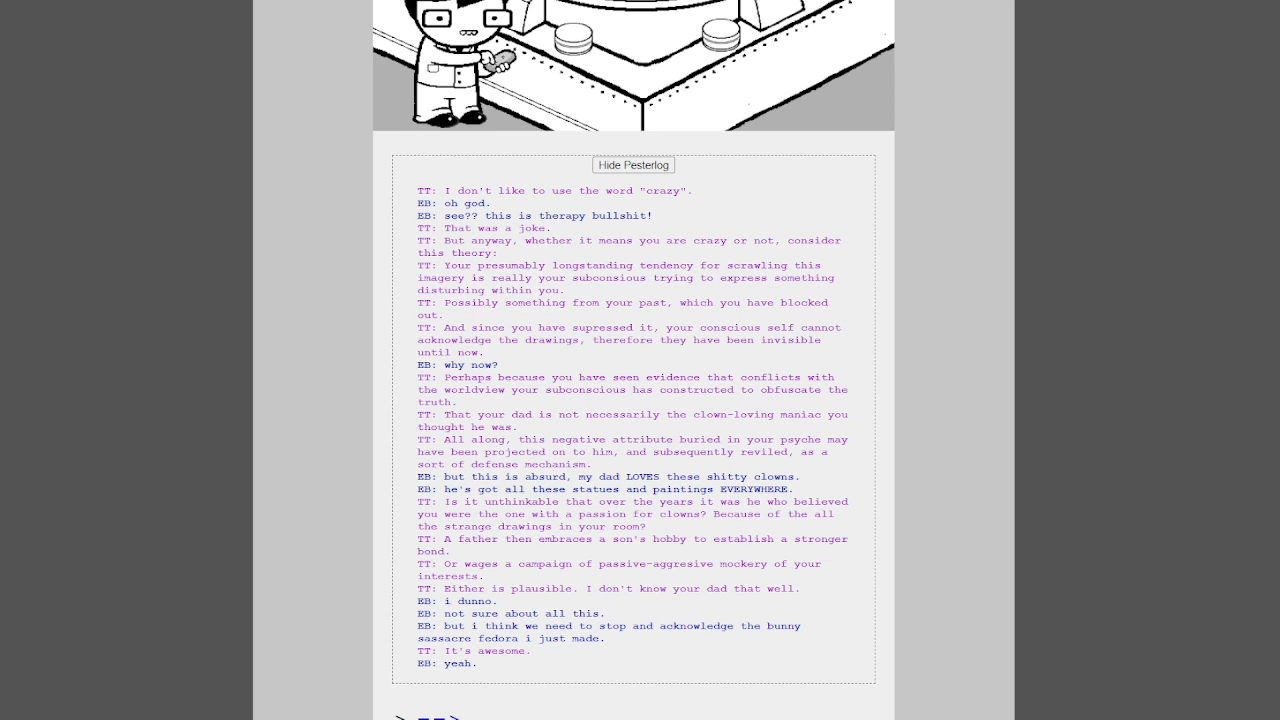 Hide Pesterlog
TT: I don't like to use the word "crazy".
EB: oh god.
EB: see?? this is therapy bullshit!
TT: That was a joke.
TT: But anyway, whether it means you are crazy or not, consider
this theory:
TT: Your presumably longstanding tendency for scrawling this
imagery is really your subconsious trying to express something
disturbing within you.
TT: Possibly something from your past, which you have blocked
out.
TT: And since you have supressed it, your conscious self cannot
acknowledge the drawings, therefore they have been invisible
until now.
EB: why now?
TT: Perhaps because you have seen evidence that conflicts with
the worldview your subconscious has constructed to obfuscate the
truth.
TT: That your dad is not necessarily the clown-loving maniac you
thought he was.
TT: All along, this negative attribute buried in your psyche may
have been projected on to him, and subsequently reviled, as a
sort of defense mechanism.
EB: but this is absurd, my dad LOVES these shitty clowns.
EB: he's got all these statues and paintings EVERYWHERE.
TT: Is it unthinkable that over the years it was he who believed
you were the one with a passion for clowns? Because of the all
the strange drawings in your room?
TT: A father then embraces a son's hobby to establish a stronger
bond.
TT: Or wages a campaign of passive-aggresive mockery of your
interests.
TT: Either is plausible. I don't know your dad that well.
EB: i dunno.
EB: not sure about all this.
EB: but i think we need to stop and acknowledge the bunny
sassacre fedora i just made.
TT: It's awesome.
EB: yeah.